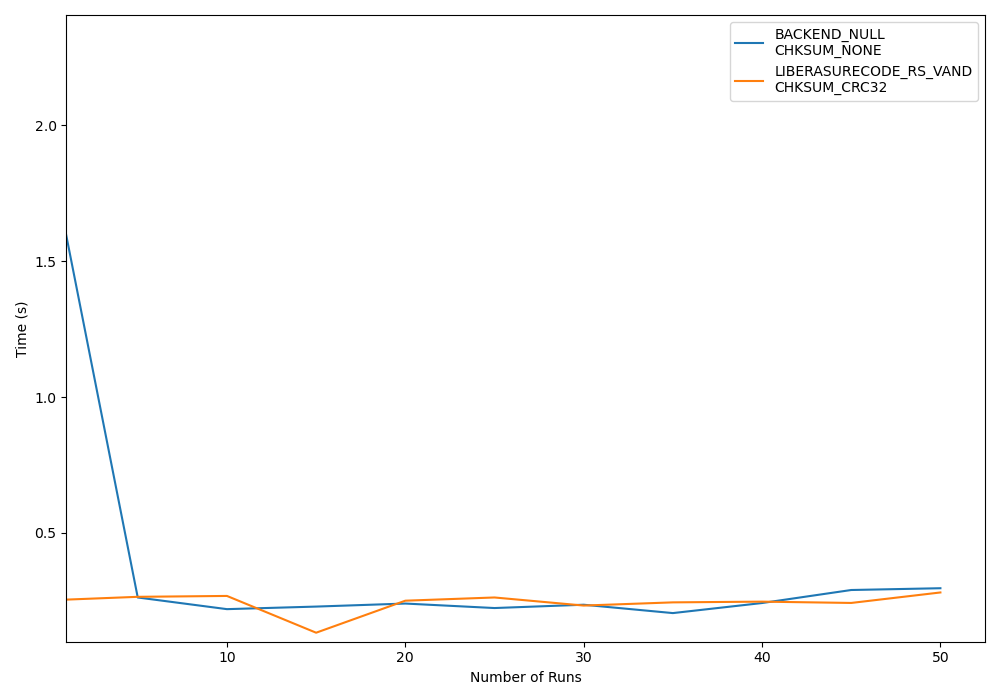 BACKEND_NULL
CHKSUM_NONE
LIBERASURECODE_RS_VAND
CHKSUM_CRC32
2.0
1.5
1.0
0.5
Time (s)
10 20 30 40 50
Number of Runs